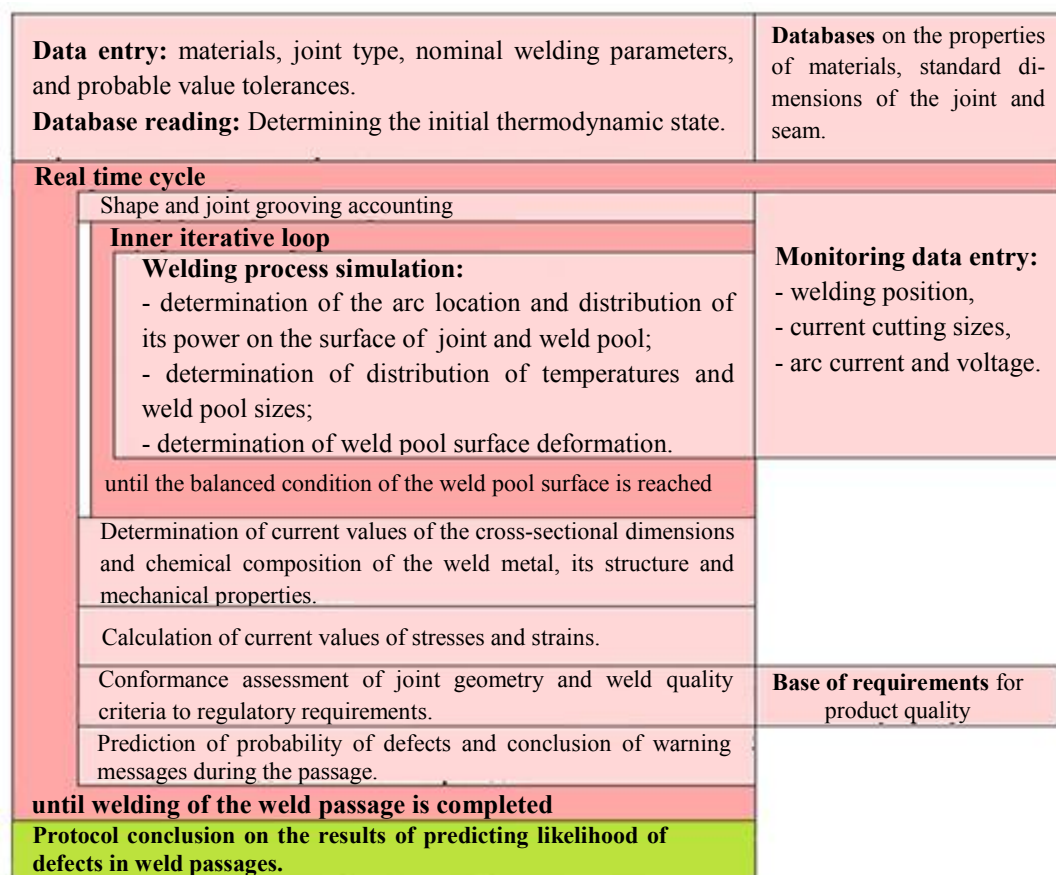 Data entry: materials, joint type, nominal welding parameters,
and probable value tolerances.
Database reading: Determining the initial thermodynamic state.
Databases on the properties
of materials, standard di-
mensions of the joint and
seam.
Real time cycle
Shape and joint grooving accounting
Inner iterative loop
Welding process simulation:
- determination of the arc location and distribution of
its power on the surface of joint and weld pool;
- determination of distribution of temperatures and
weld pool sizes;
- determination of weld pool surface deformation.
until the balanced condition of the weld pool surface is reached
Monitoring data entry:
- welding position,
- current cutting sizes,
- arc current and voltage.
Determination of current values of the cross-sectional dimensions
and chemical composition of the weld metal, its structure and
mechanical properties.
Calculation of current values of stresses and strains.
Conformance assessment of joint geometry and weld quality
criteria to regulatory requirements.
Base of requirements for
product quality
Prediction of probability of defects and conclusion of warning
messages during the passage.
until welding of the weld passage is completed
Protocol conclusion on the results of predicting likelihood of
defects in weld passages.